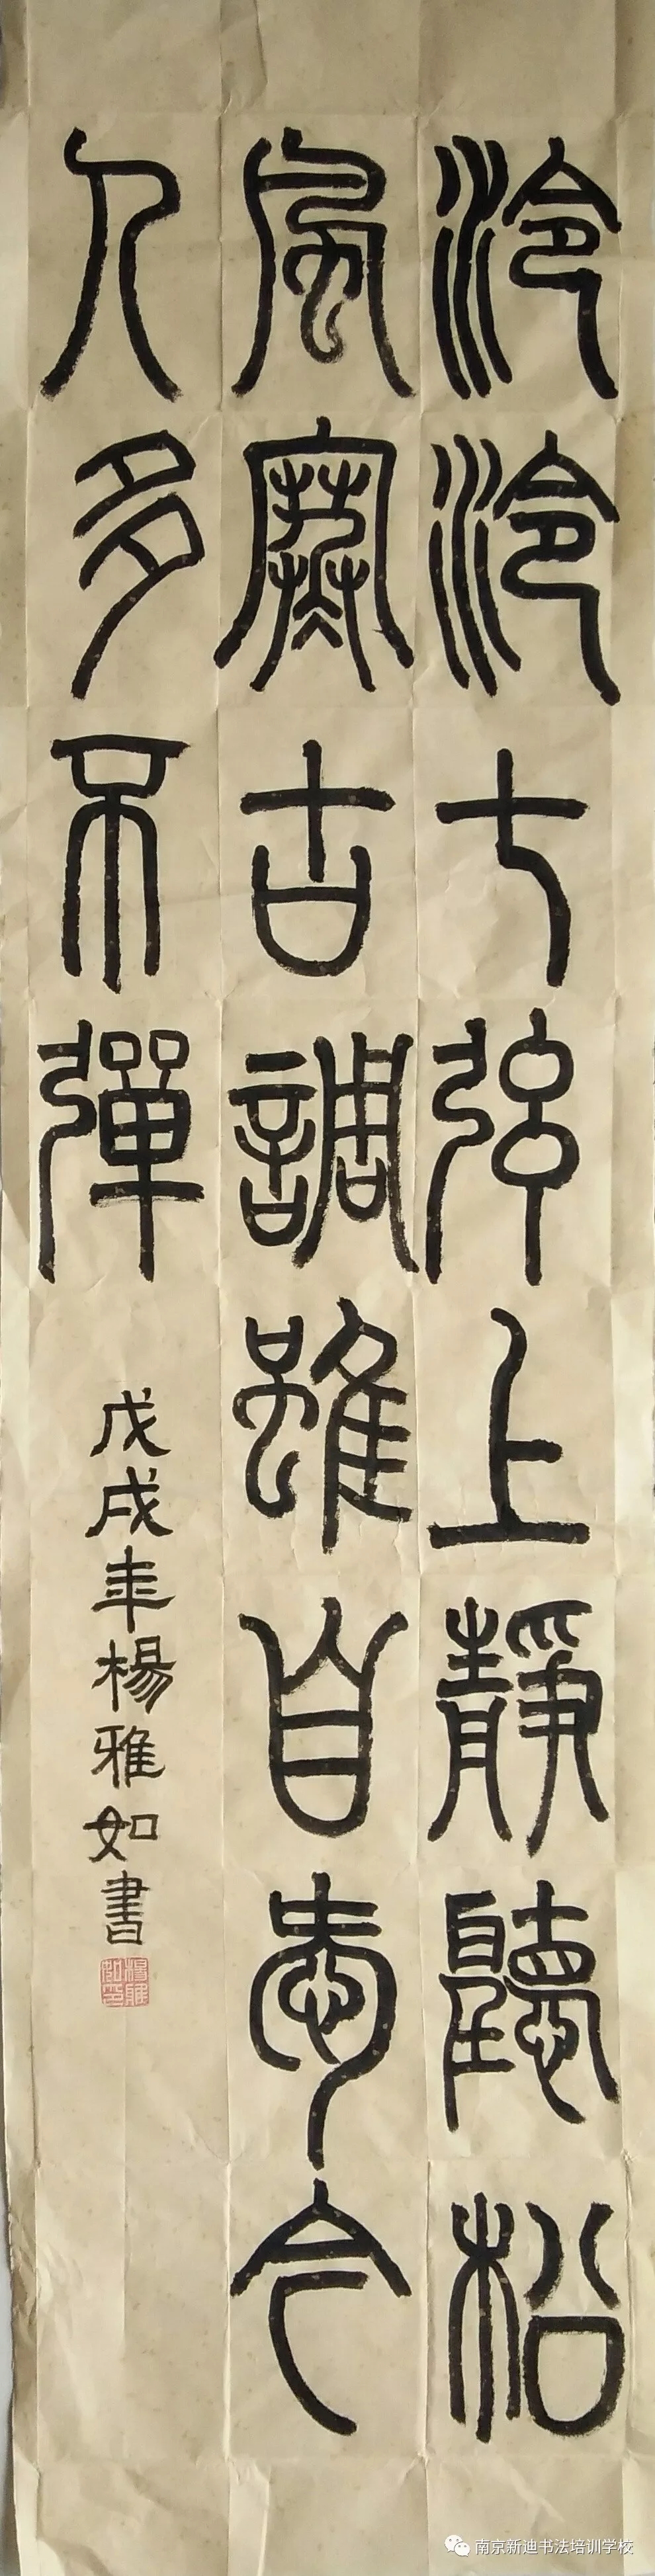 泠泠七弦上靜聽松
風寒古調雖自愛今
人多不彈
戊戌年楊雅如書
楊雅如印
南京新迪书法培训学校